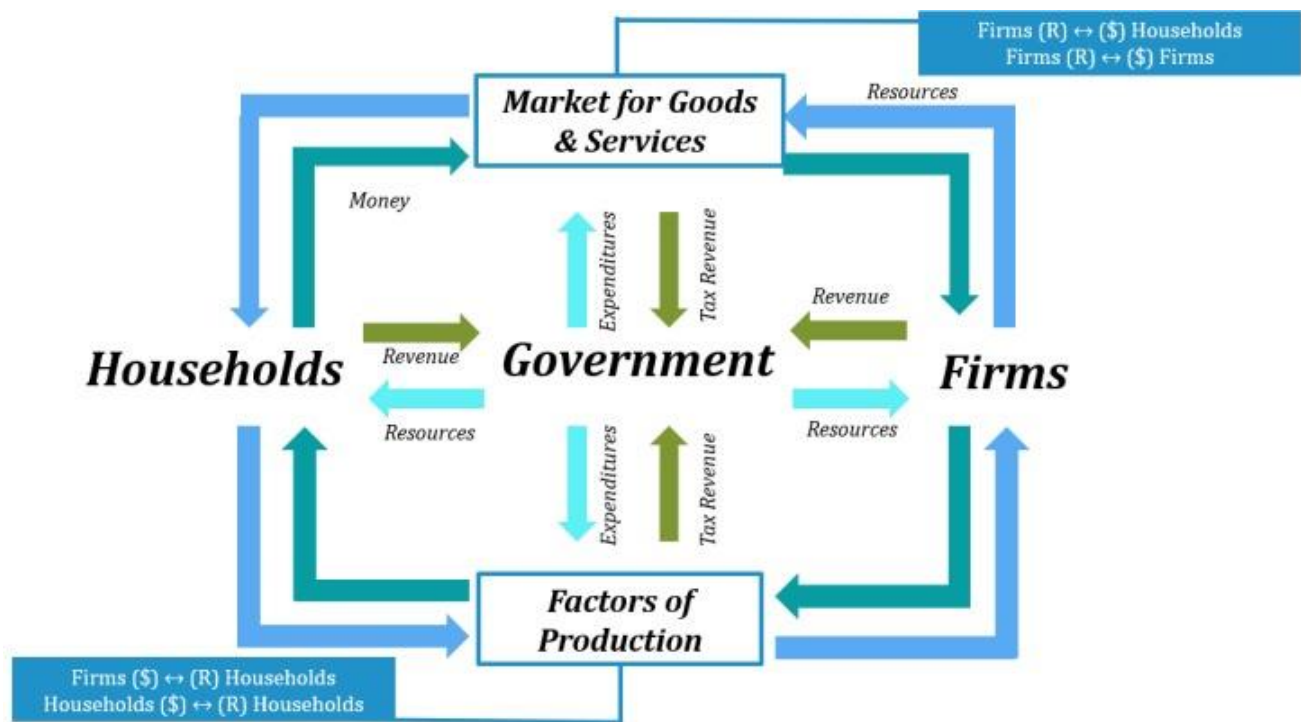 Firms (R) ↔ ($) Households
Firms (R) ↔ ($) Firms
Market for Goods
& Services
Resources
Money
Expenditures
Tax Revenue
Revenue
Revenue
Households
Government
Firms
Resources
Resources
Expenditures
Tax Revenue
Factors of
Production
Firms ($) ↔ (R) Households
Households ($) ↔ (R) Households